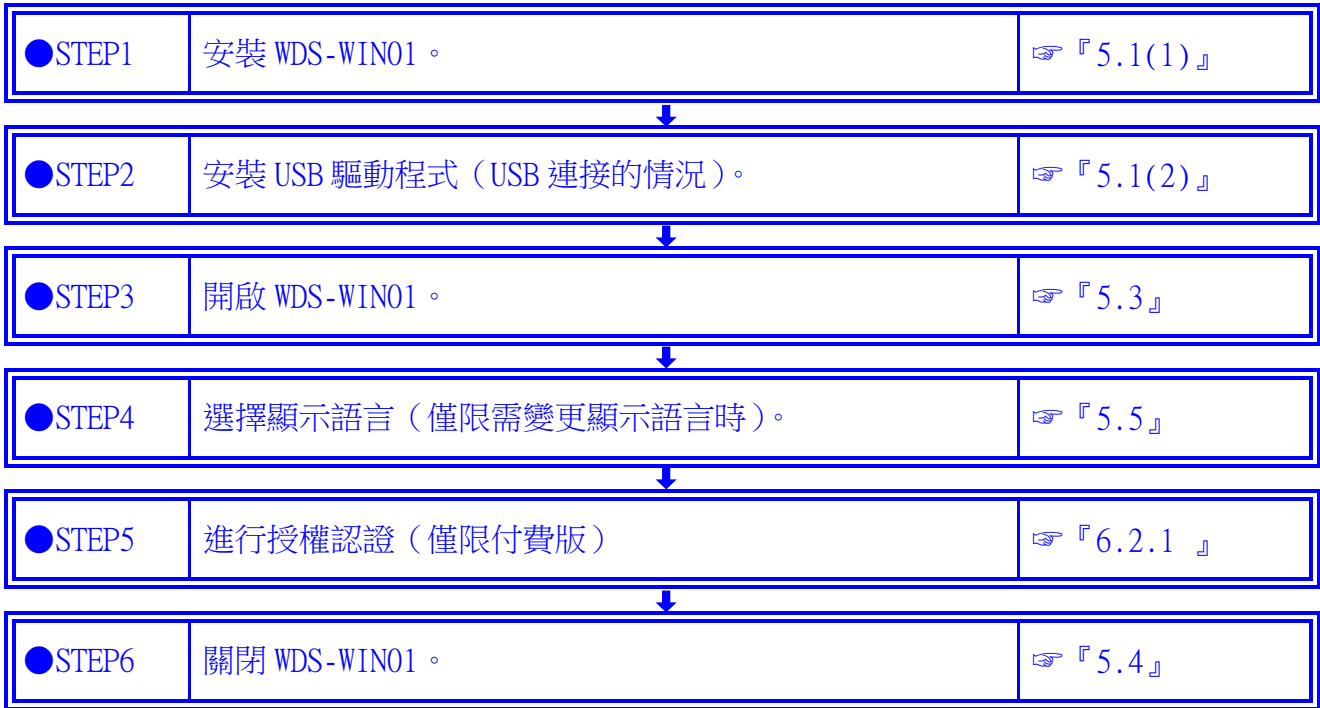 ●STEP1 安裝 WDS-WIN01。 ☞『5.1(1)』
⬇
●STEP2 安裝 USB 驅動程式（USB 連接的情況）。 ☞『5.1(2)』
⬇
●STEP3 開啟 WDS-WIN01。 ☞『5.3』
⬇
●STEP4 選擇顯示語言（僅限需變更顯示語言時）。 ☞『5.5』
⬇
●STEP5 進行授權認證（僅限付費版） ☞『6.2.1 』
⬇
●STEP6 關閉 WDS-WIN01。 ☞『5.4』